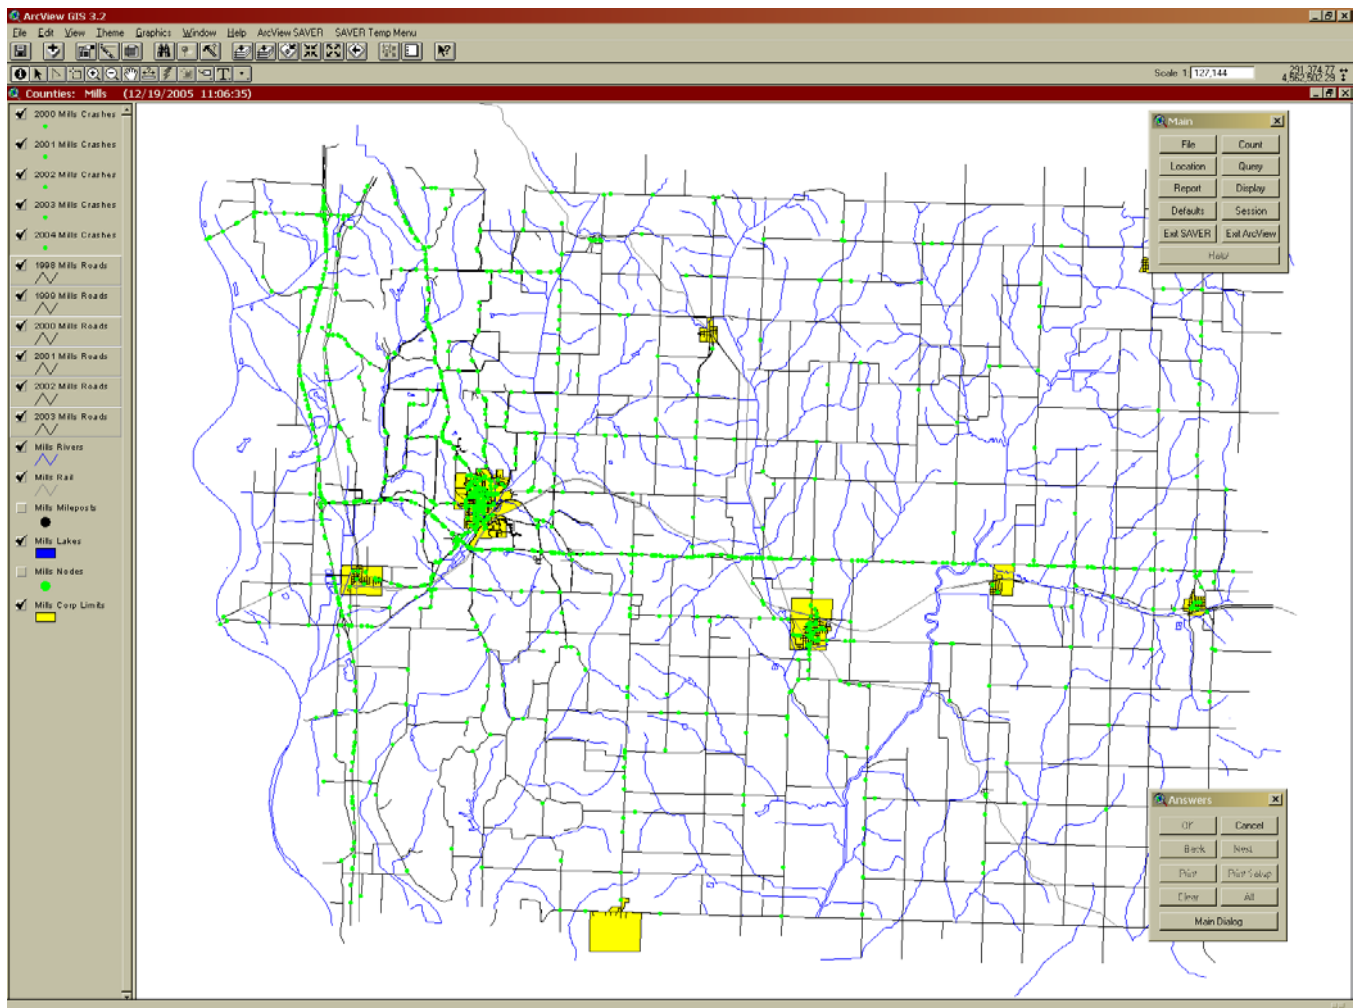 ArcView GIS 3.2
File Edit View Theme Graphics Window Help ArcView SAVER SAVER Temp Menu
Scale 1: 127,144
291,374.77
4,562,502.29
Counties: Mills (12/19/2005 11:06:35)
2000 Mills Crashes
2001 Mills Crashes
2002 Mills Crashes
2003 Mills Crashes
2004 Mills Crashes
1998 Mills Roads
1999 Mills Roads
2000 Mills Roads
2001 Mills Roads
2002 Mills Roads
2003 Mills Roads
Mills Rivers
Mills Rail
Mills Mileposts
Mills Lakes
Mills Nodes
Mills Corp Limits
Main
File Count
Location Query
Report Display
Defaults Session
Exit SAVER Exit ArcView
Help
Answers
OK Cancel
Back Next
Print Print Setup
Clear All
Main Dialog